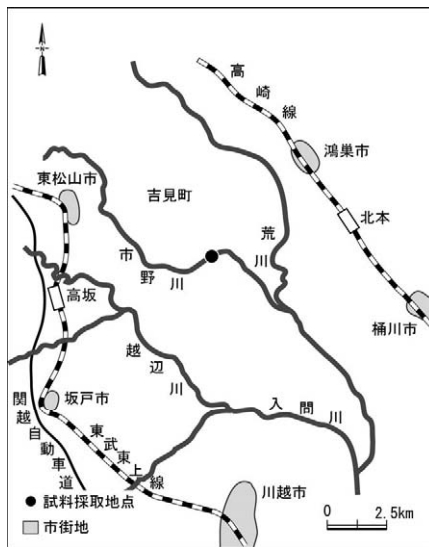 N
高崎線
鴻巣市
東松山市
吉見町
北本
荒川
市野川
高坂
桶川市
越辺川
坂戸市
入間川
関越自動車道
東武東上線
川越市
試料採取地点
市街地
0 2.5km